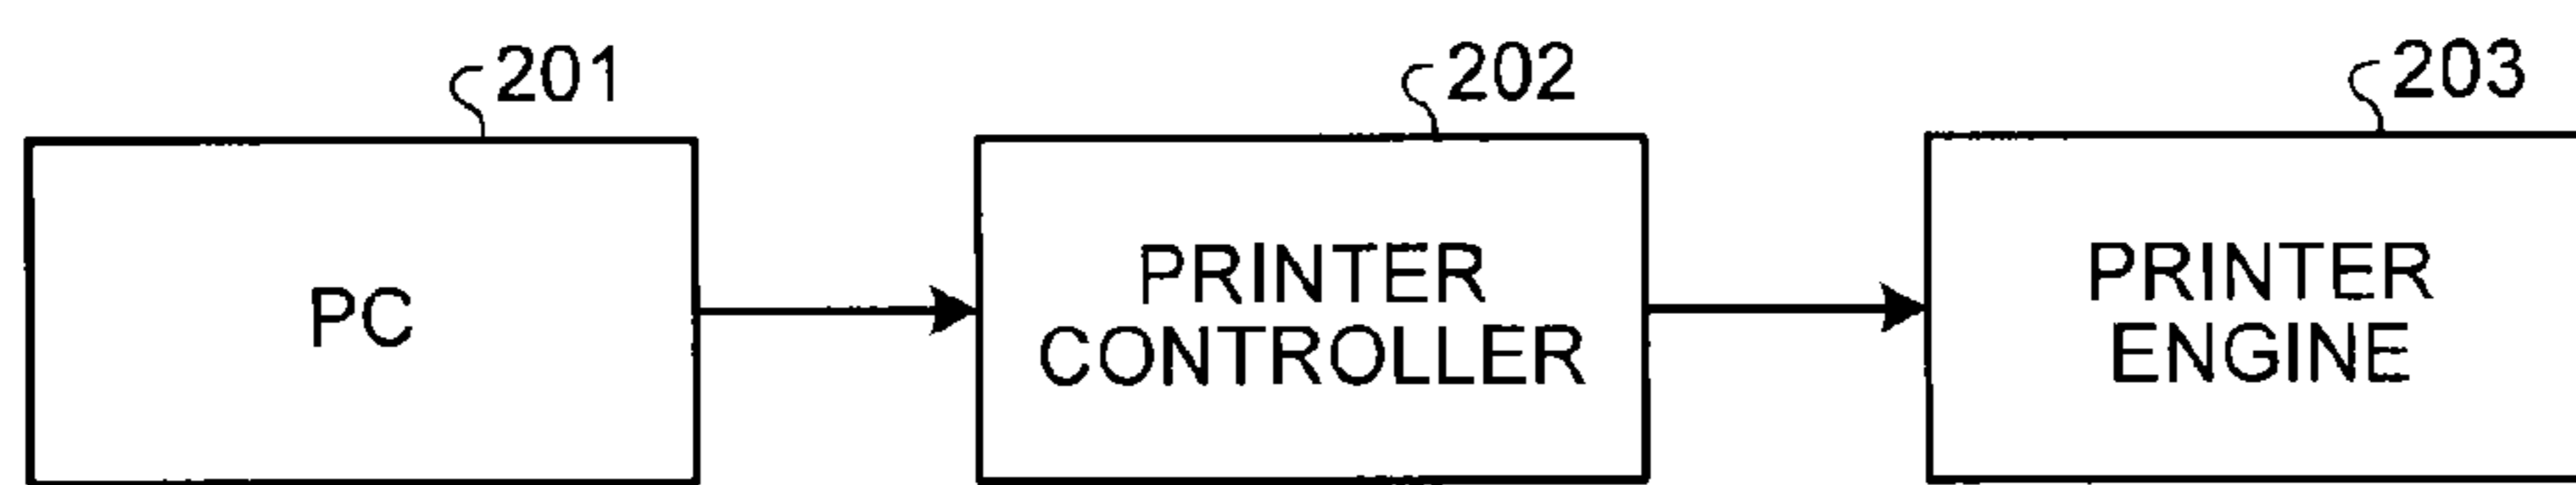 201
202
203
PC
PRINTER
CONTROLLER
PRINTER
ENGINE